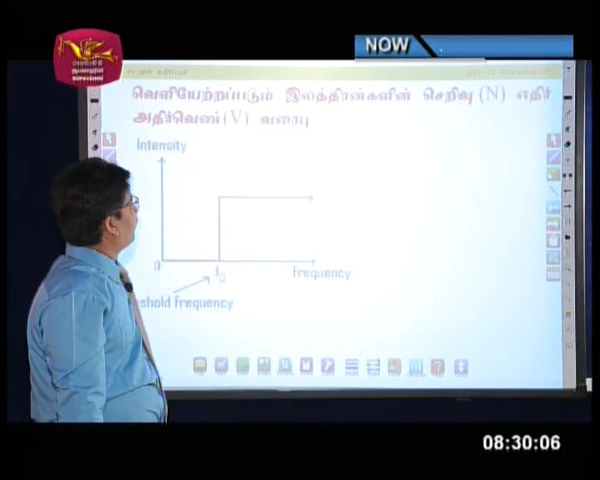 NOW
வெளியேற்றப்படும் இலத்திரன்களின் செறிவு (N) எதிர்
அதிர்வெண் (V) வரைபு
Intensity
0
f0
Frequency
shold Frequency
08:30:06